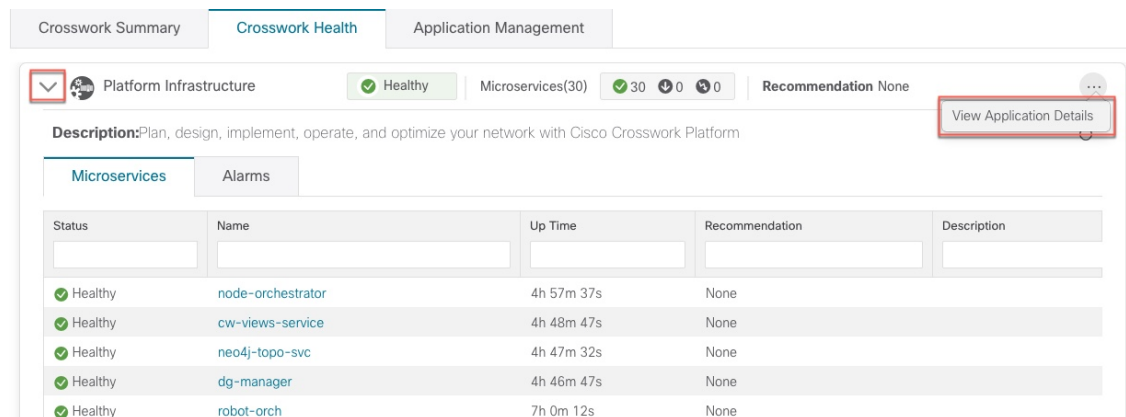 Crosswork Summary Crosswork Health Application Management
Platform Infrastructure Healthy Microservices(30) 30 0 0 Recommendation None ...
View Application Details
Description:Plan, design, implement, operate, and optimize your network with Cisco Crosswork Platform
Microservices Alarms
Status Name Up Time Recommendation Description
Healthy node-orchestrator 4h 57m 37s None
Healthy cw-views-service 4h 48m 47s None
Healthy neo4j-topo-svc 4h 47m 32s None
Healthy dg-manager 4h 46m 47s None
Healthy robot-orch 7h 0m 12s None